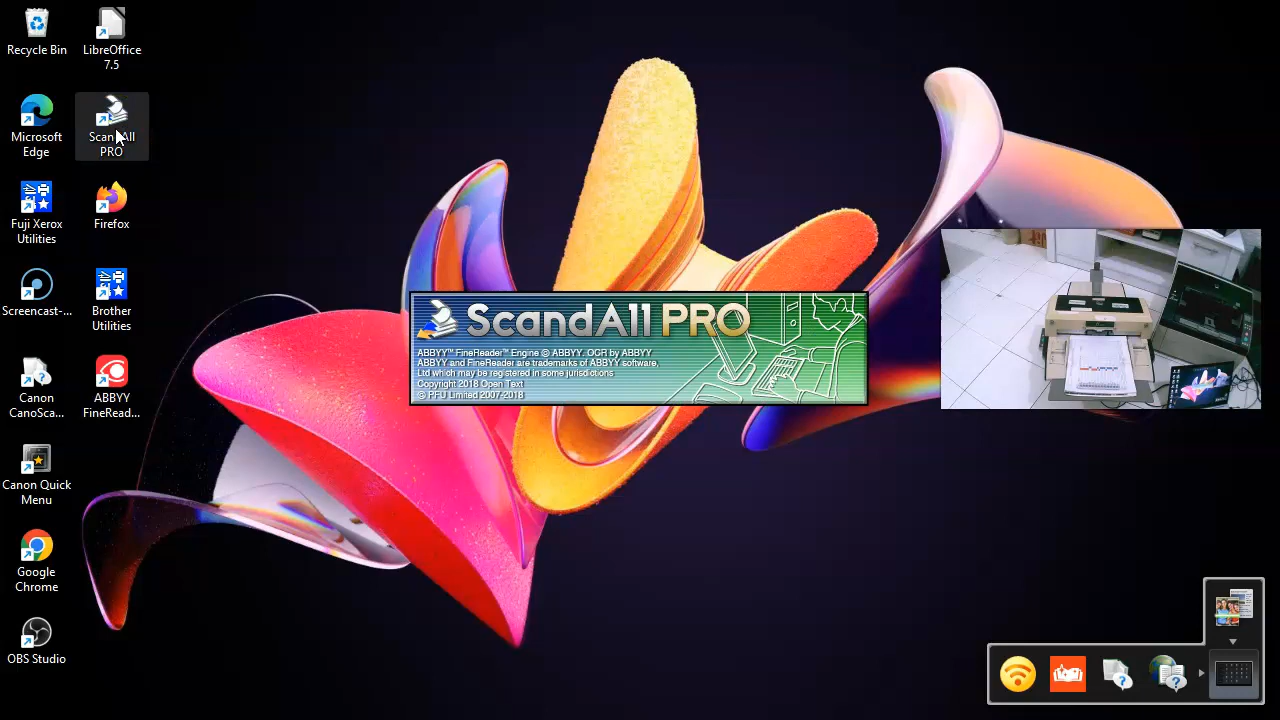 Recycle Bin
LibreOffice
7.5
Microsoft
Edge
ScandAll
PRO
Fuji Xerox
Utilities
Firefox
Screencast-...
Brother
Utilities
Canon
CanoSca...
ABBYY
FineRead...
Canon Quick
Menu
Google
Chrome
OBS Studio
ScandAll PRO
ABBYY™ FineReader™ Engine © ABBYY. OCR by ABBYY
ABBYY and FineReader are trademarks of ABBYY software,
Ltd which may be registered in some jurisdictions
Copyright 2018 Open Text
© PFU Limited 2007-2018